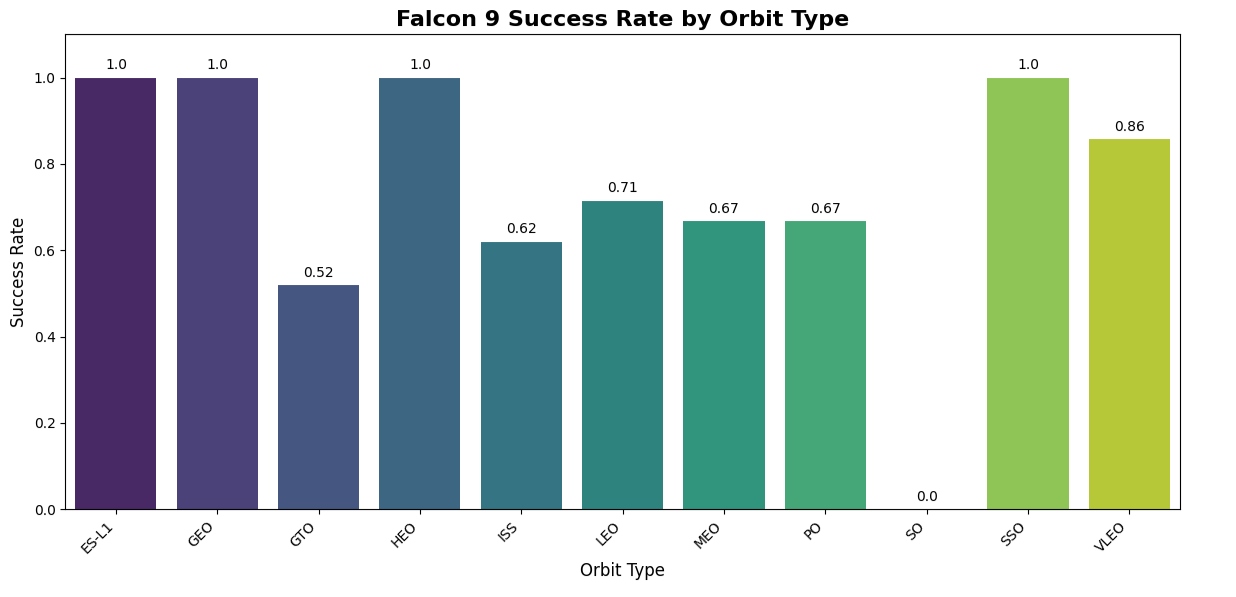 Falcon 9 Success Rate by Orbit Type
Success Rate
1.0
0.8
0.6
0.4
0.2
0.0
1.0
1.0
0.52
1.0
0.62
0.71
0.67
0.67
0.0
1.0
0.86
ES-L1
GEO
GTO
HEO
ISS
LEO
MEO
PO
SO
SSO
VLEO
Orbit Type